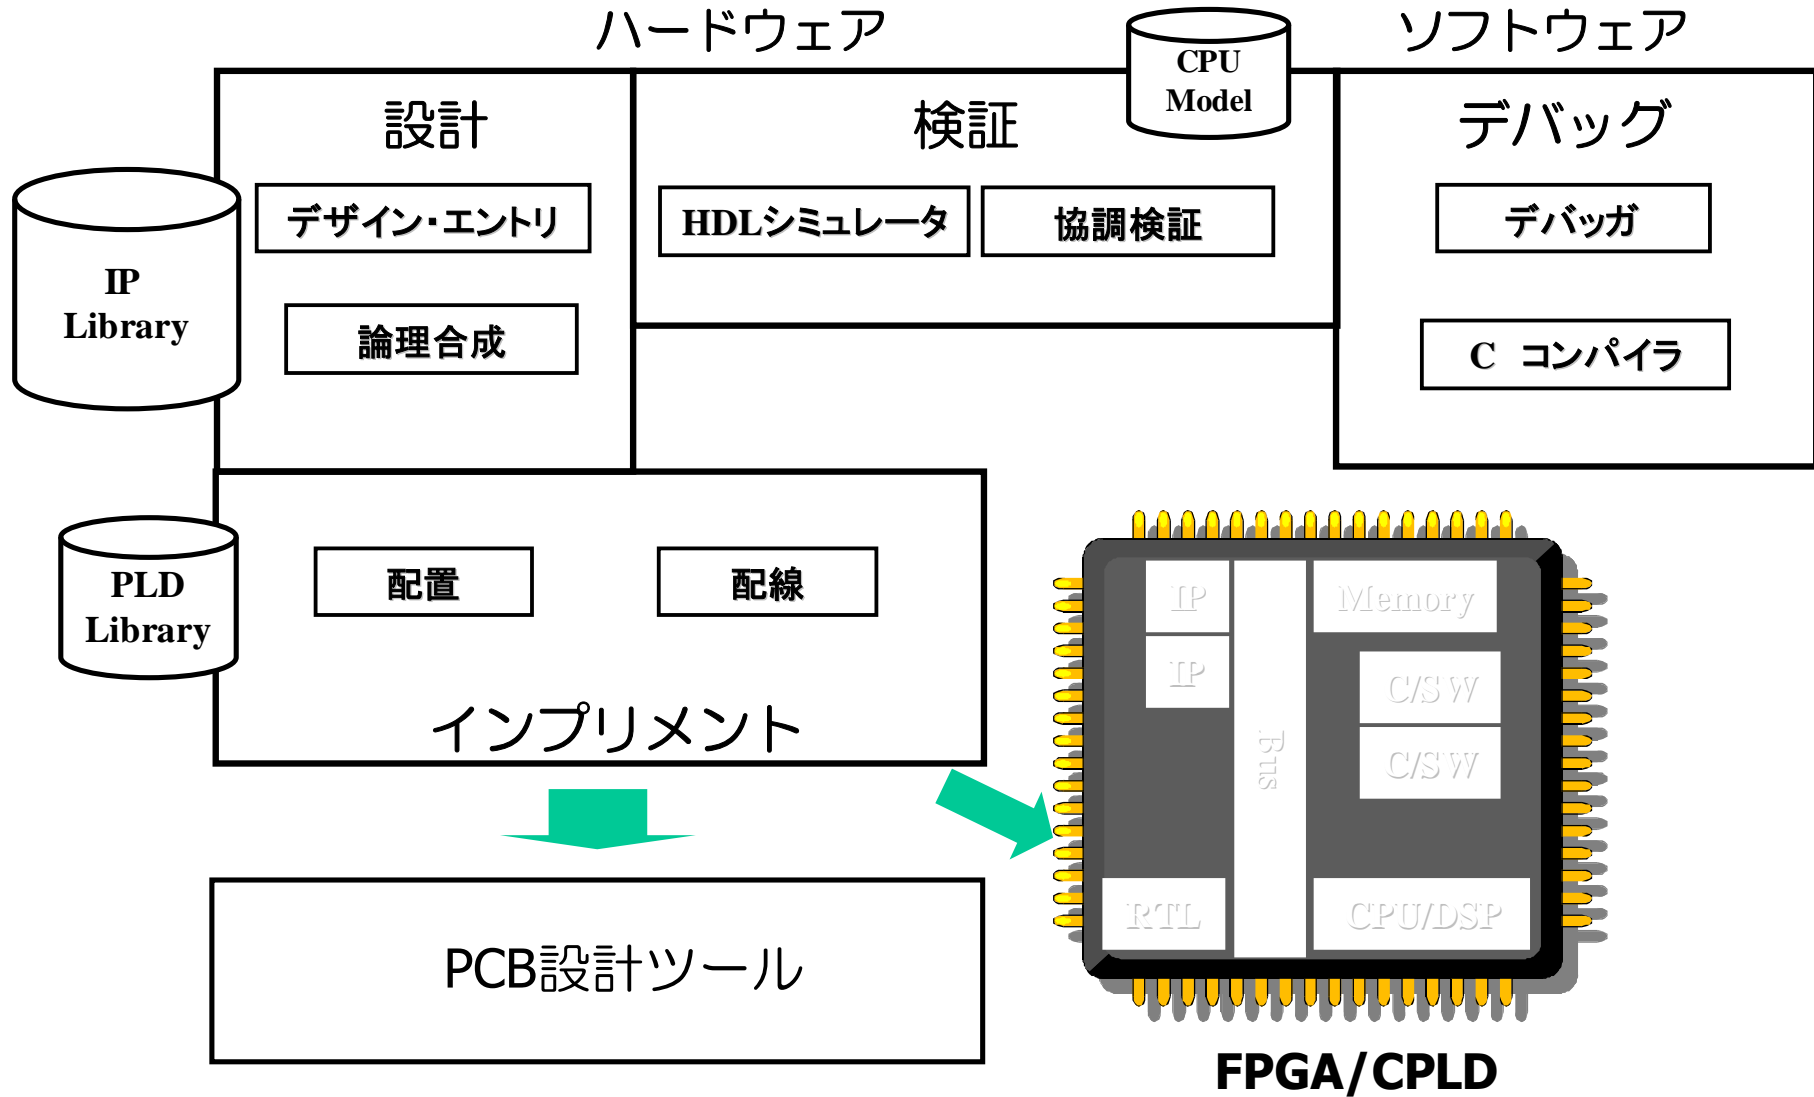 ハードウェア
ソフトウェア
CPU
Model
設計
検証
デバッグ
デザイン・エントリ
HDLシミュレータ
協調検証
デバッガ
IP
Library
論理合成
C コンパイラ
PLD
Library
配置
配線
インプリメント
IP
Memory
IP
C/SW
Bus
C/SW
RTL
CPU/DSP
PCB設計ツール
FPGA/CPLD